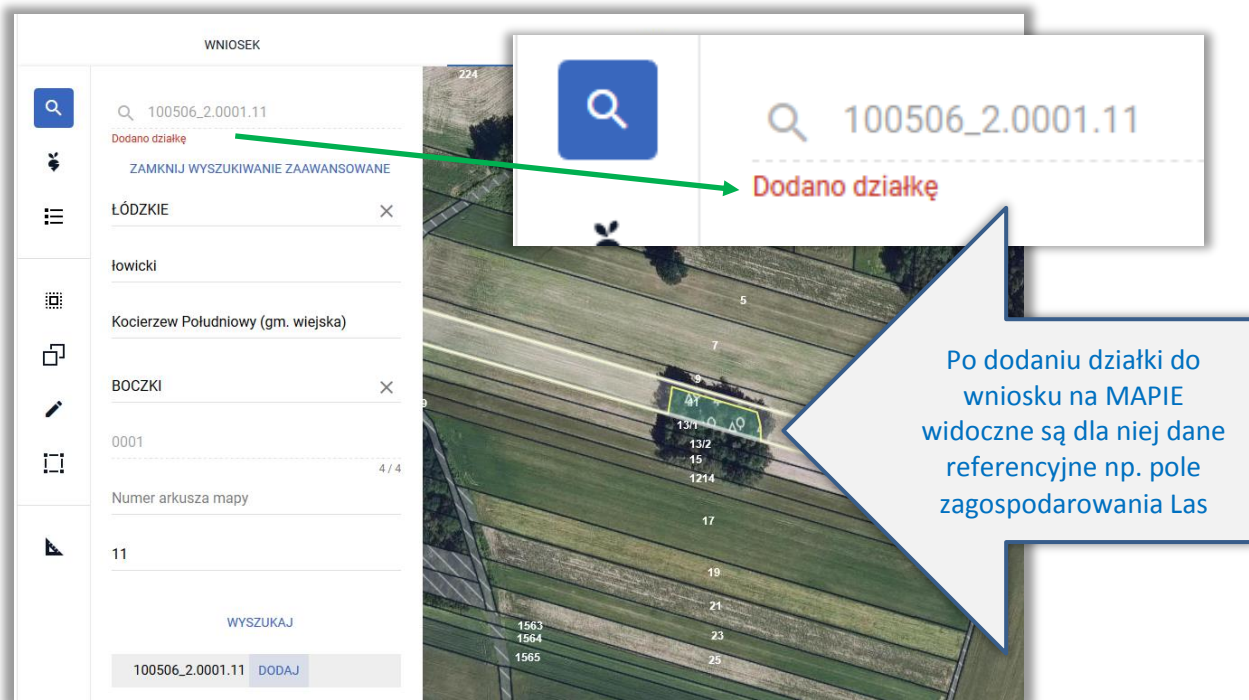 WNIOSEK
100506_2.0001.11
Dodano działkę
ZAMKNIJ WYSZUKIWANIE ZAAWANSOWANE
ŁÓDZKIE
łowicki
Kocierzew Południowy (gm. wiejska)
BOCZKI
0001
4 / 4
Numer arkusza mapy
11
WYSZUKAJ
100506_2.0001.11 DODAJ
100506_2.0001.11
Dodano działkę
224
5
7
9
11
13/1
13/2
15
1214
17
19
21
23
25
1563
1564
1565
9
Po dodaniu działki do
wniosku na MAPIE
widoczne są dla niej dane
referencyjne np. pole
zagospodarowania Las